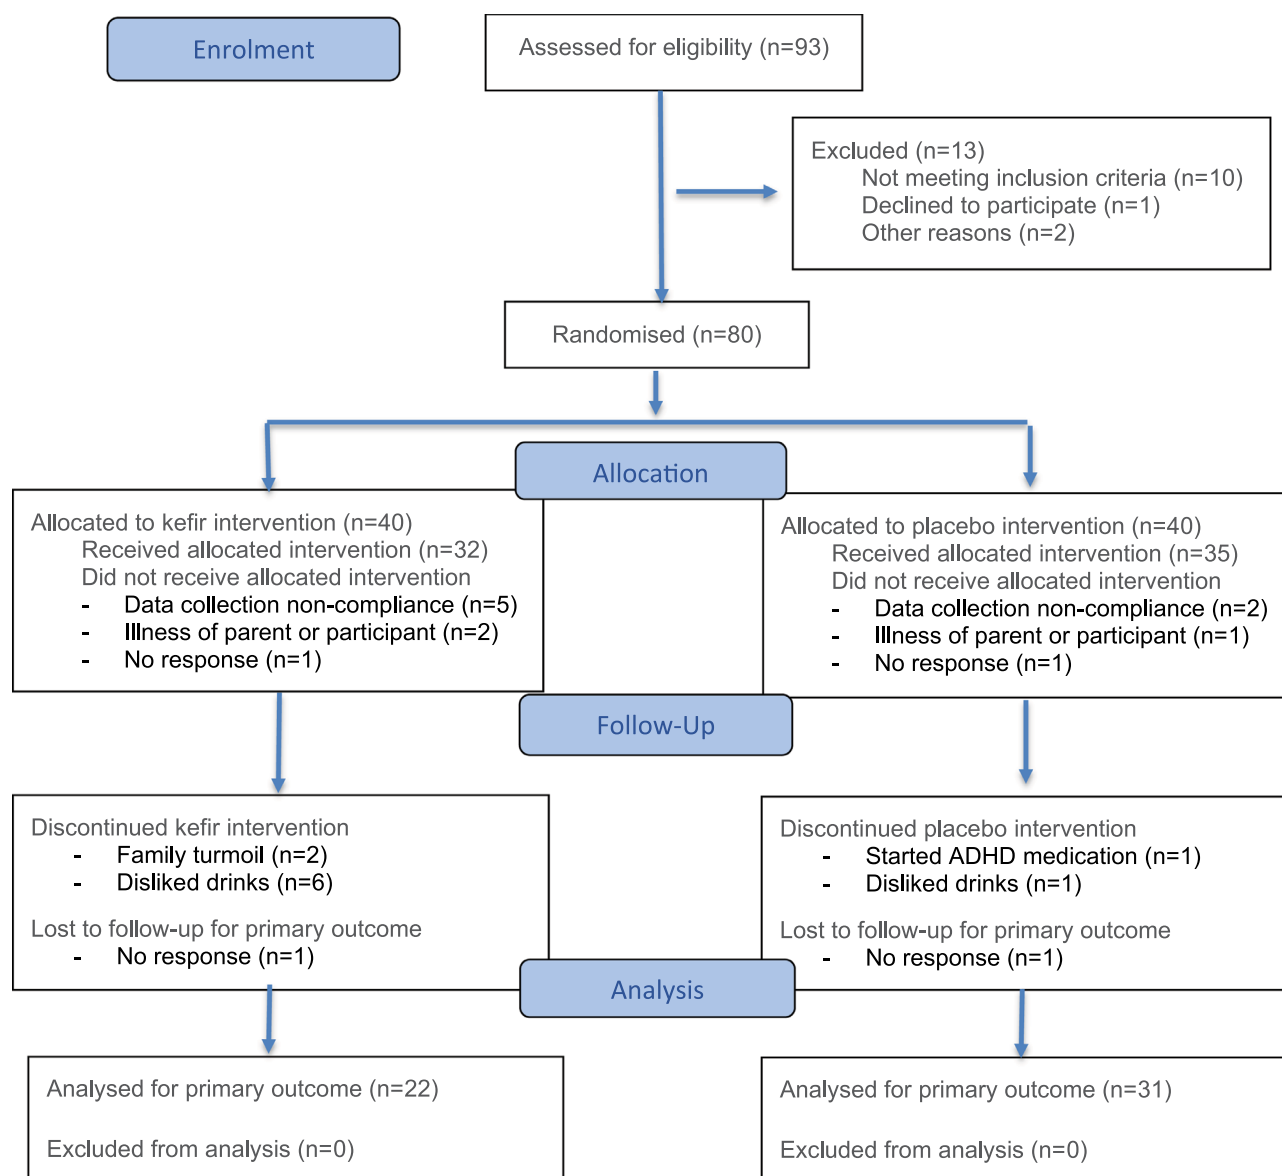 Enrolment
Assessed for eligibility (n=93)
Excluded (n=13)
Not meeting inclusion criteria (n=10)
Declined to participate (n=1)
Other reasons (n=2)
Randomised (n=80)
Allocation
Allocated to kefir intervention (n=40)
Received allocated intervention (n=32)
Did not receive allocated intervention
- Data collection non-compliance (n=5)
- Illness of parent or participant (n=2)
- No response (n=1)
Allocated to placebo intervention (n=40)
Received allocated intervention (n=35)
Did not receive allocated intervention
- Data collection non-compliance (n=2)
- Illness of parent or participant (n=1)
- No response (n=1)
Follow-Up
Discontinued kefir intervention
- Family turmoil (n=2)
- Disliked drinks (n=6)
Lost to follow-up for primary outcome
- No response (n=1)
Discontinued placebo intervention
- Started ADHD medication (n=1)
- Disliked drinks (n=1)
Lost to follow-up for primary outcome
- No response (n=1)
Analysis
Analysed for primary outcome (n=22)
Excluded from analysis (n=0)
Analysed for primary outcome (n=31)
Excluded from analysis (n=0)